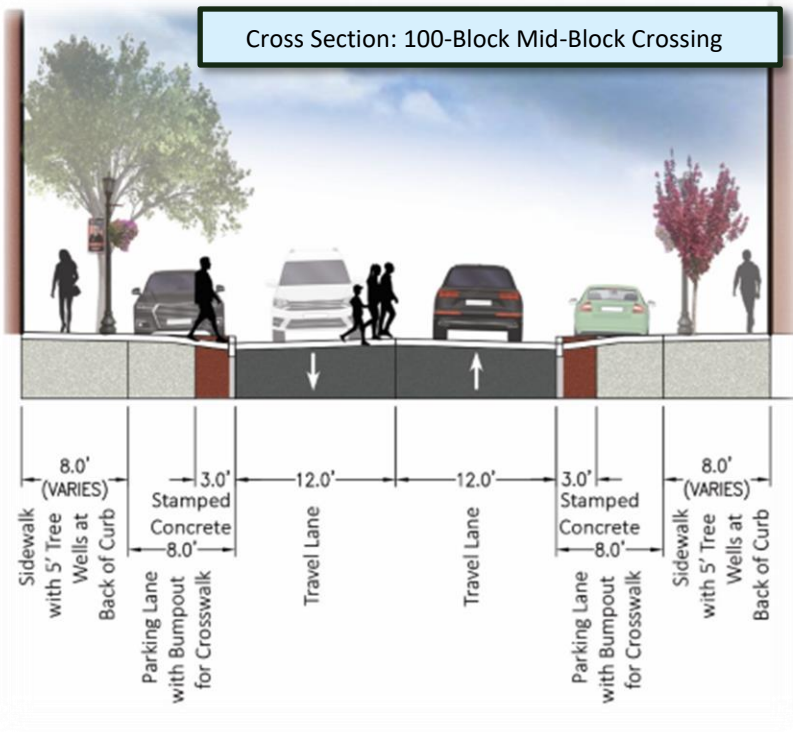 Cross Section: 100-Block Mid-Block Crossing
8.0'
(VARIES)
Sidewalk
with 5' Tree
Wells at
Back of Curb
3.0'
Stamped
Concrete
8.0'
Parking Lane
with Bumpout
for Crosswalk
12.0'
Travel Lane
12.0'
Travel Lane
3.0'
Stamped
Concrete
8.0'
Parking Lane
with Bumpout
for Crosswalk
8.0'
(VARIES)
Sidewalk
with 5' Tree
Wells at
Back of Curb